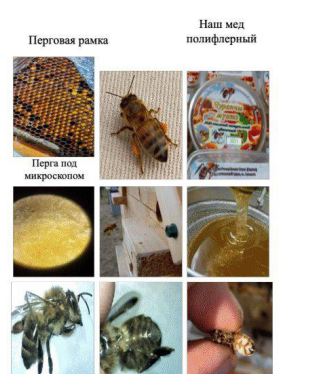 Наш мед
полифлерный
Перговая рамка
Перга под
микроскопом